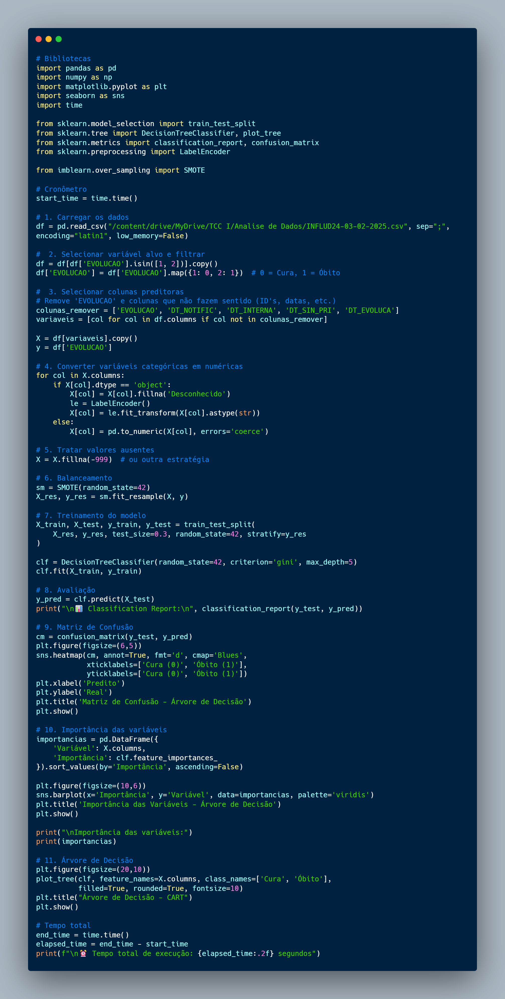 # Bibliotecas
import pandas as pd
import numpy as np
import matplotlib.pyplot as plt
import seaborn as sns
import time

from sklearn.model_selection import train_test_split
from sklearn.tree import DecisionTreeClassifier, plot_tree
from sklearn.metrics import classification_report, confusion_matrix
from sklearn.preprocessing import LabelEncoder

from imblearn.over_sampling import SMOTE

# Cronômetro
start_time = time.time()

# 1. Carregar os dados
df = pd.read_csv("/content/drive/MyDrive/TCC I/Analise de Dados/INFLUD24-03-02-2025.csv", sep=";",
encoding="latin1", low_memory=False)

#  2. Selecionar variável alvo e filtrar
df = df[df['EVOLUCAO'].isin([1, 2])].copy()
df['EVOLUCAO'] = df['EVOLUCAO'].map({1: 0, 2: 1})  # 0 = Cura, 1 = Óbito

#  3. Selecionar colunas preditoras
# Remove 'EVOLUCAO' e colunas que não fazem sentido (ID's, datas, etc.)
colunas_remover = ['EVOLUCAO', 'DT_NOTIFIC', 'DT_INTERNA', 'DT_SIN_PRI', 'DT_EVOLUCA']
variaveis = [col for col in df.columns if col not in colunas_remover]

X = df[variaveis].copy()
y = df['EVOLUCAO']

# 4. Converter variáveis categóricas em numéricas
for col in X.columns:
    if X[col].dtype == 'object':
        X[col] = X[col].fillna('Desconhecido')
        le = LabelEncoder()
        X[col] = le.fit_transform(X[col].astype(str))
    else:
        X[col] = pd.to_numeric(X[col], errors='coerce')

# 5. Tratar valores ausentes
X = X.fillna(-999)  # ou outra estratégia

# 6. Balanceamento
sm = SMOTE(random_state=42)
X_res, y_res = sm.fit_resample(X, y)

# 7. Treinamento do modelo
X_train, X_test, y_train, y_test = train_test_split(
    X_res, y_res, test_size=0.3, random_state=42, stratify=y_res
)

clf = DecisionTreeClassifier(random_state=42, criterion='gini', max_depth=5)
clf.fit(X_train, y_train)

# 8. Avaliação
y_pred = clf.predict(X_test)
print("\n📊 Classification Report:\n", classification_report(y_test, y_pred))

# 9. Matriz de Confusão
cm = confusion_matrix(y_test, y_pred)
plt.figure(figsize=(6,5))
sns.heatmap(cm, annot=True, fmt='d', cmap='Blues',
            xticklabels=['Cura (0)', 'Óbito (1)'],
            yticklabels=['Cura (0)', 'Óbito (1)'])
plt.xlabel('Predito')
plt.ylabel('Real')
plt.title('Matriz de Confusão - Árvore de Decisão')
plt.show()

# 10. Importância das variáveis
importancias = pd.DataFrame({
    'Variável': X.columns,
    'Importância': clf.feature_importances_
}).sort_values(by='Importância', ascending=False)

plt.figure(figsize=(10,6))
sns.barplot(x='Importância', y='Variável', data=importancias, palette='viridis')
plt.title('Importância das Variáveis - Árvore de Decisão')
plt.show()

print("\nImportância das variáveis:")
print(importancias)

# 11. Árvore de Decisão
plt.figure(figsize=(20,10))
plot_tree(clf, feature_names=X.columns, class_names=['Cura', 'Óbito'],
          filled=True, rounded=True, fontsize=10)
plt.title("Árvore de Decisão - CART")
plt.show()

# Tempo total
end_time = time.time()
elapsed_time = end_time - start_time
print(f"\n⏰ Tempo total de execução: {elapsed_time:.2f} segundos")